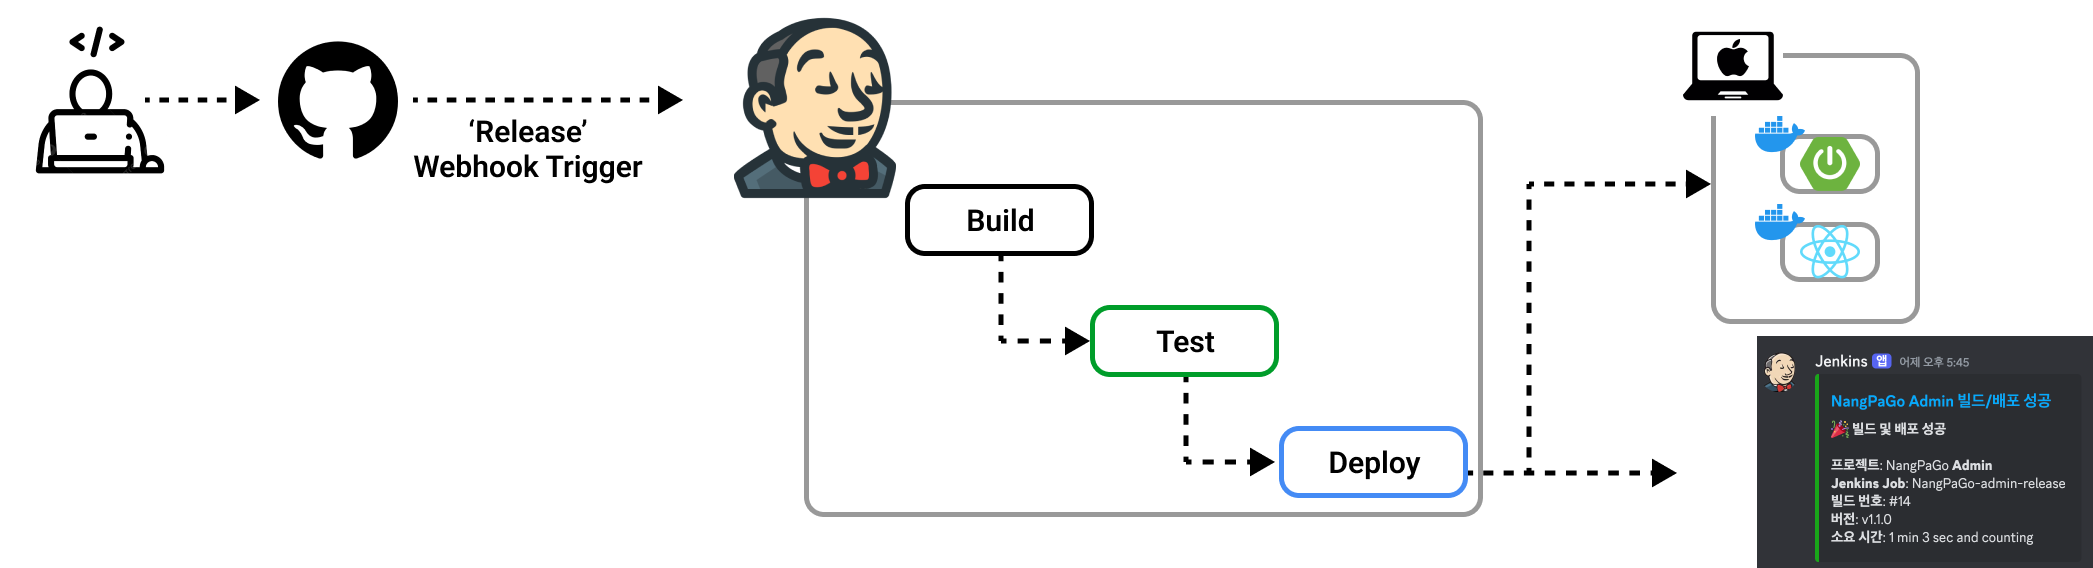 </>
‘Release’
Webhook Trigger
Build
Test
Deploy
Jenkins 앱 어제 오후 5:45
NangPaGo Admin 빌드/배포 성공
🎉 빌드 및 배포 성공
프로젝트: NangPaGo Admin
Jenkins Job: NangPaGo-admin-release
빌드 번호: #14
버전: v1.1.0
소요 시간: 1 min 3 sec and counting